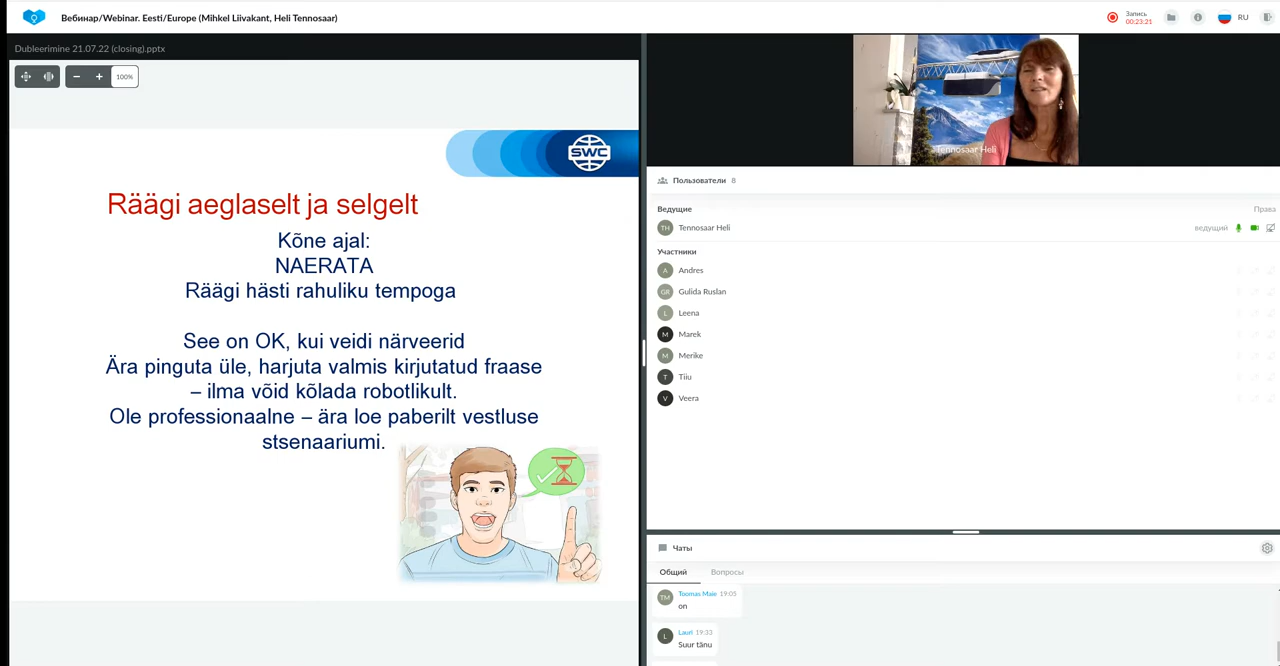 Вебинар/Webinar. Eesti/Europe (Mihkel Liivakant, Heli Tennosaar)
Запись
00:23:21
RU
Dubleerimine 21.07.22 (closing).pptx
100%
SWC
Räägi aeglaselt ja selgelt
Kõne ajal:
NAERATA
Räägi hästi rahuliku tempoga
See on OK, kui veidi närveerid
Ära pinguta üle, harjuta valmis kirjutatud fraase
– ilma võid kõlada robotlikult.
Ole professionaalne – ära loe paberilt vestluse
stsenaariumi.
Tennosaar Heli
Пользователи 8
Ведущие Права
TH Tennosaar Heli ведущий
Участники
A Andres
GR Gulida Ruslan
L Leena
M Marek
M Merike
T Tiiu
V Veera
Чаты
Общий Вопросы
TM Toomas Maie 19:05
on
L Lauri 19:33
Suur tänu